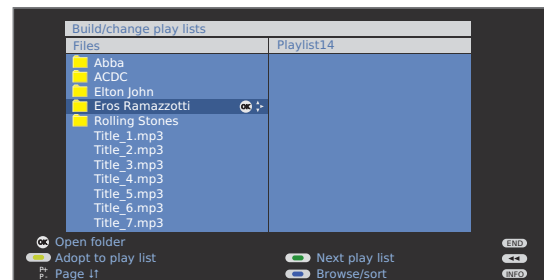 Build/change play lists
Files Playlist14
Abba
ACDC
Elton John
Eros Ramazzotti OK
Rolling Stones
Title_1.mp3
Title_2.mp3
Title_3.mp3
Title_4.mp3
Title_5.mp3
Title_6.mp3
Title_7.mp3
OK Open folder END
Adopt to play list Next play list ◀◀
P+ P- Page ↓↑ Browse/sort INFO